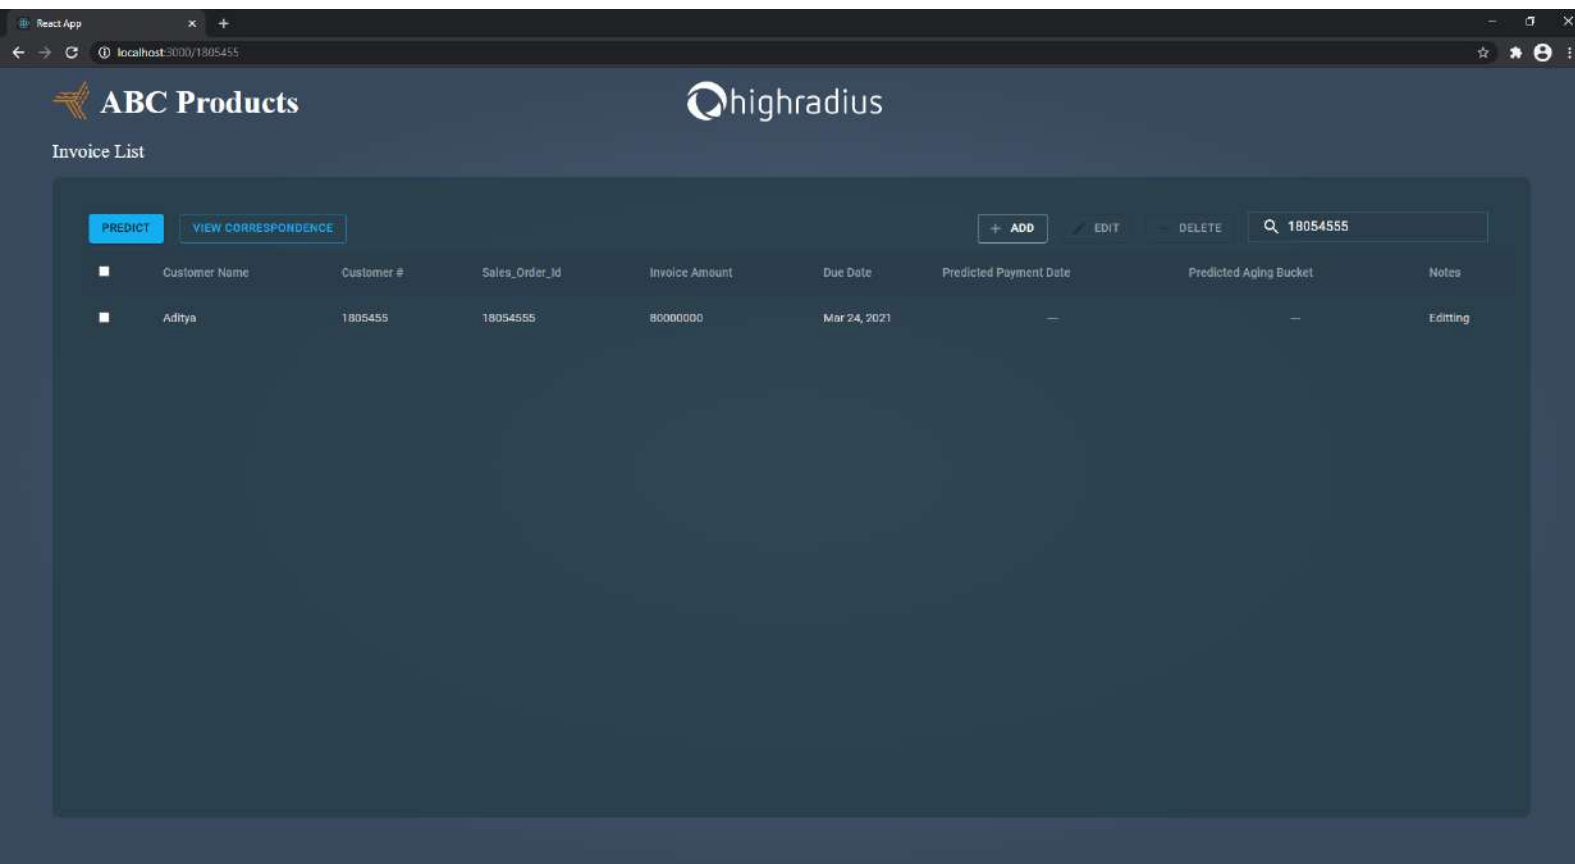 React App
localhost:3000/1805455
ABC Products
highradius
Invoice List
PREDICT VIEW CORRESPONDENCE + ADD EDIT DELETE 18054555
Customer Name Customer # Sales_Order_Id Invoice Amount Due Date Predicted Payment Date Predicted Aging Bucket Notes
Aditya 1805455 18054555 80000000 Mar 24, 2021 — — Editting